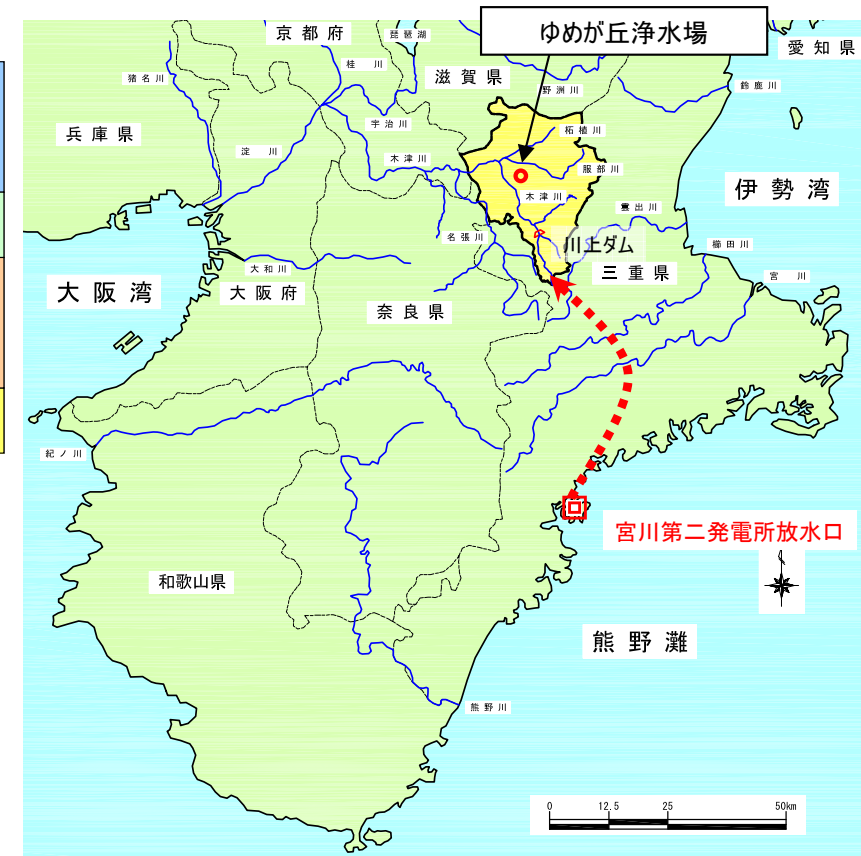 京都府
琵琶湖
ゆめが丘浄水場
愛知県
猪名川
桂川
滋賀県
野洲川
鈴鹿川
兵庫県
宇治川
柘植川
淀川
木津川
服部川
伊勢湾
木津川
雲出川
名張川
川上ダム
櫛田川
大和川
三重県
宮川
大阪湾
大阪府
奈良県
紀ノ川
宮川第二発電所放水口
和歌山県
熊野灘
熊野川
0 12.5 25 50km